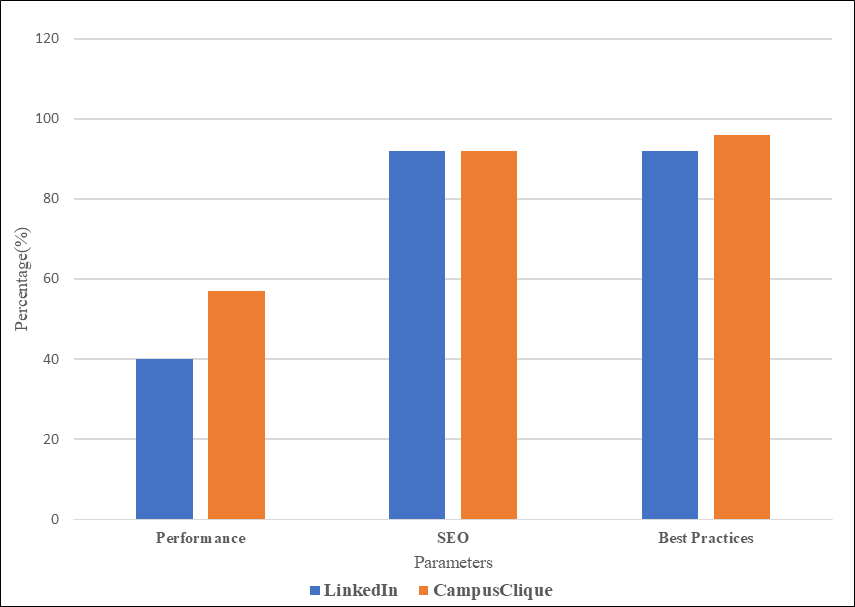 120
100
80
60
40
20
0
Percentage(%)
Performance SEO Best Practices
Parameters
LinkedIn CampusClique